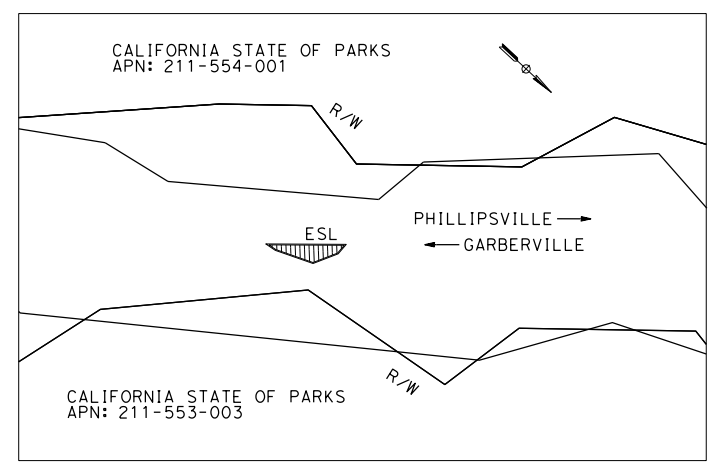 CALIFORNIA STATE OF PARKS
APN: 211-554-001
R/W
PHILLIPSVILLE
ESL
GARBERVILLE
R/W
CALIFORNIA STATE OF PARKS
APN: 211-553-003